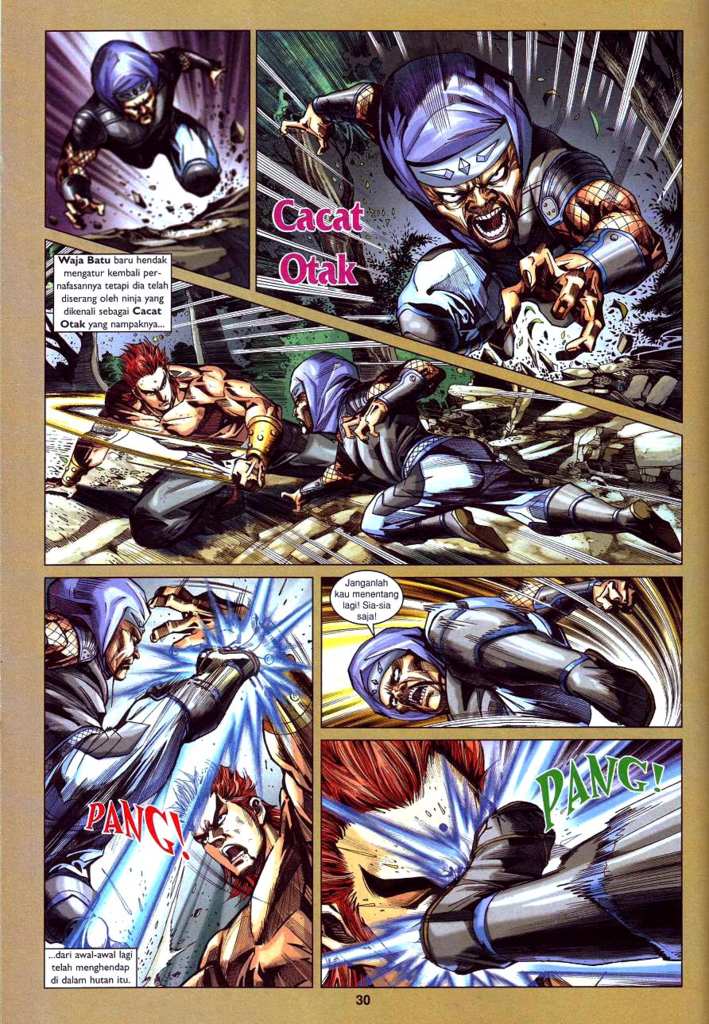 Cacat
Otak
Waja Batu baru hendak
mengatur kembali per-
nafasannya tetapi dia telah
diserang oleh ninja yang
dikenali sebagai Cacat
Otak yang nampaknya...
PANG!
...dari awal-awal lagi
telah menghendap
di dalam hutan itu.
Janganlah
kau menentang
lagi! Sia-sia
saja!
PANG!
30